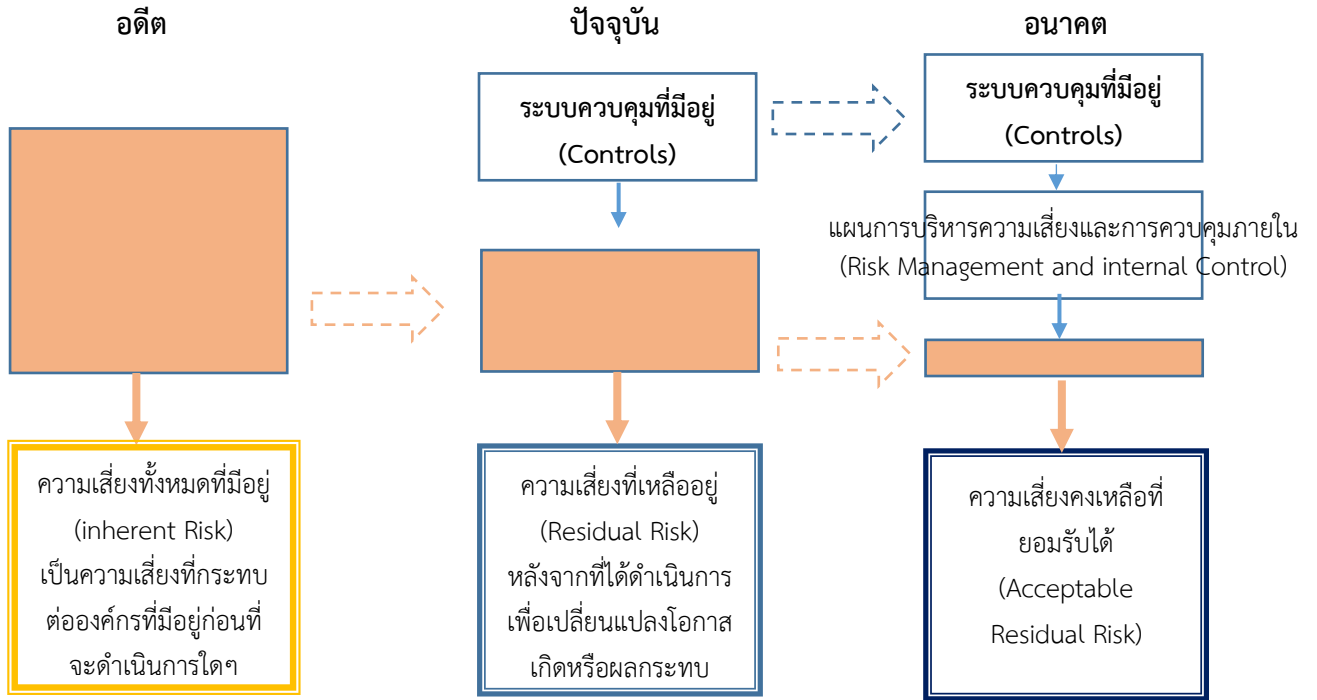 อดีต
ปัจจุบัน
อนาคต
ระบบควบคุมที่มีอยู่
(Controls)
ระบบควบคุมที่มีอยู่
(Controls)
แผนการบริหารความเสี่ยงและการควบคุมภายใน
(Risk Management and internal Control)
ความเสี่ยงทั้งหมดที่มีอยู่
(inherent Risk)
เป็นความเสี่ยงที่กระทบ
ต่อองค์กรที่มีอยู่ก่อนที่
จะดำเนินการใดๆ
ความเสี่ยงที่เหลืออยู่
(Residual Risk)
หลังจากที่ได้ดำเนินการ
เพื่อเปลี่ยนแปลงโอกาส
เกิดหรือผลกระทบ
ความเสี่ยงคงเหลือที่
ยอมรับได้
(Acceptable
Residual Risk)